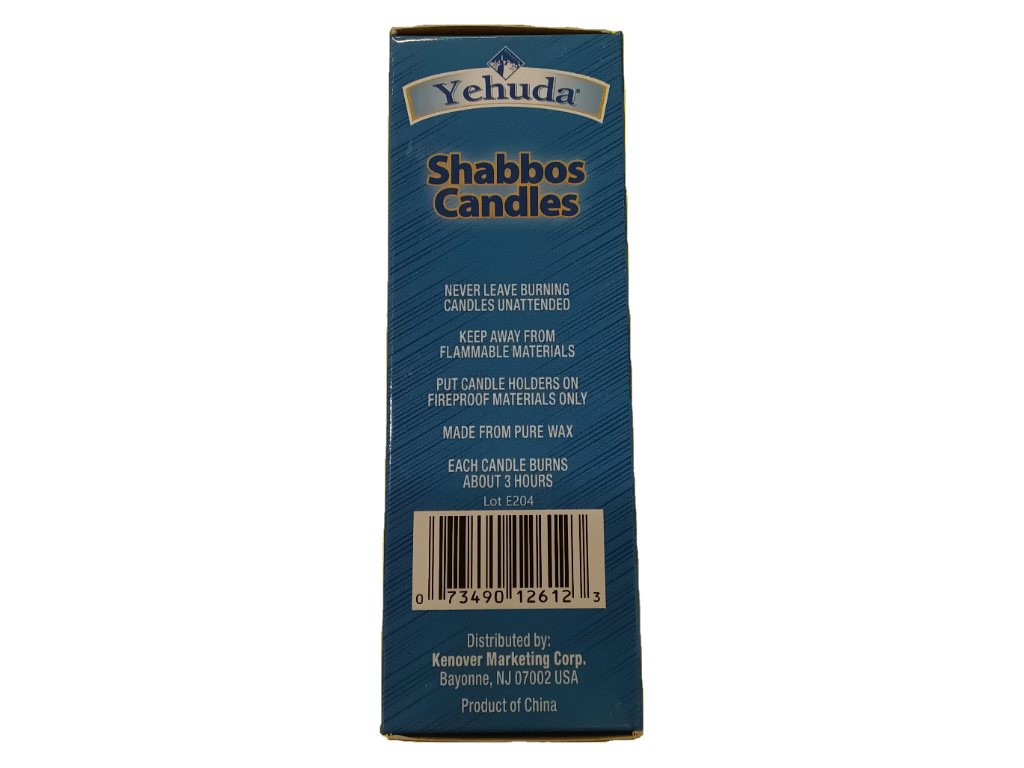 Yehuda
Shabbos
Candles
NEVER LEAVE BURNING
CANDLES UNATTENDED
KEEP AWAY FROM
FLAMMABLE MATERIALS
PUT CANDLE HOLDERS ON
FIREPROOF MATERIALS ONLY
MADE FROM PURE WAX
EACH CANDLE BURNS
ABOUT 3 HOURS
Lot E204
0 73490 12612 3
Distributed by:
Kenover Marketing Corp.
Bayonne, NJ 07002 USA
Product of China